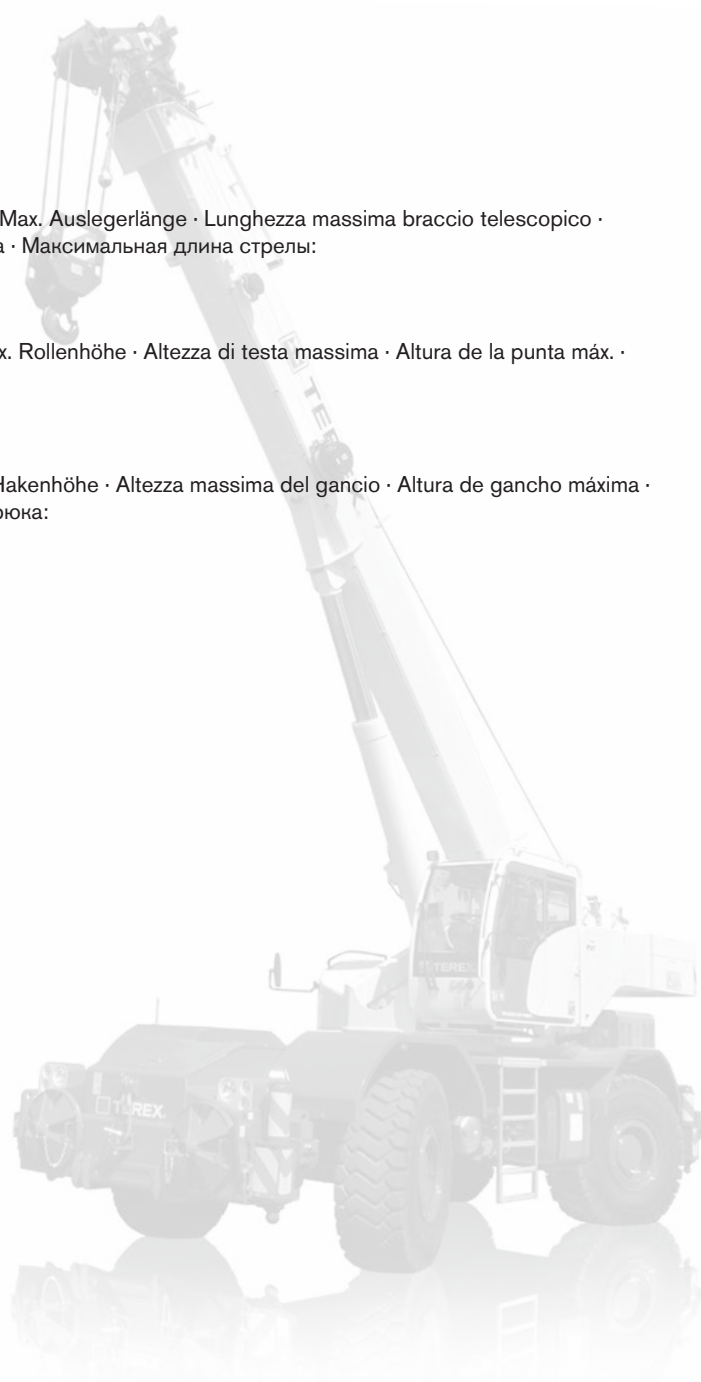 Max. Auslegerlänge · Lunghezza massima braccio telescopico ·
а · Максимальная длина стрелы:
x. Rollenhöhe · Altezza di testa massima · Altura de la punta máx. ·
Hakenhöhe · Altezza massima del gancio · Altura de gancho máxima ·
рюка:
TEREX
TEREX